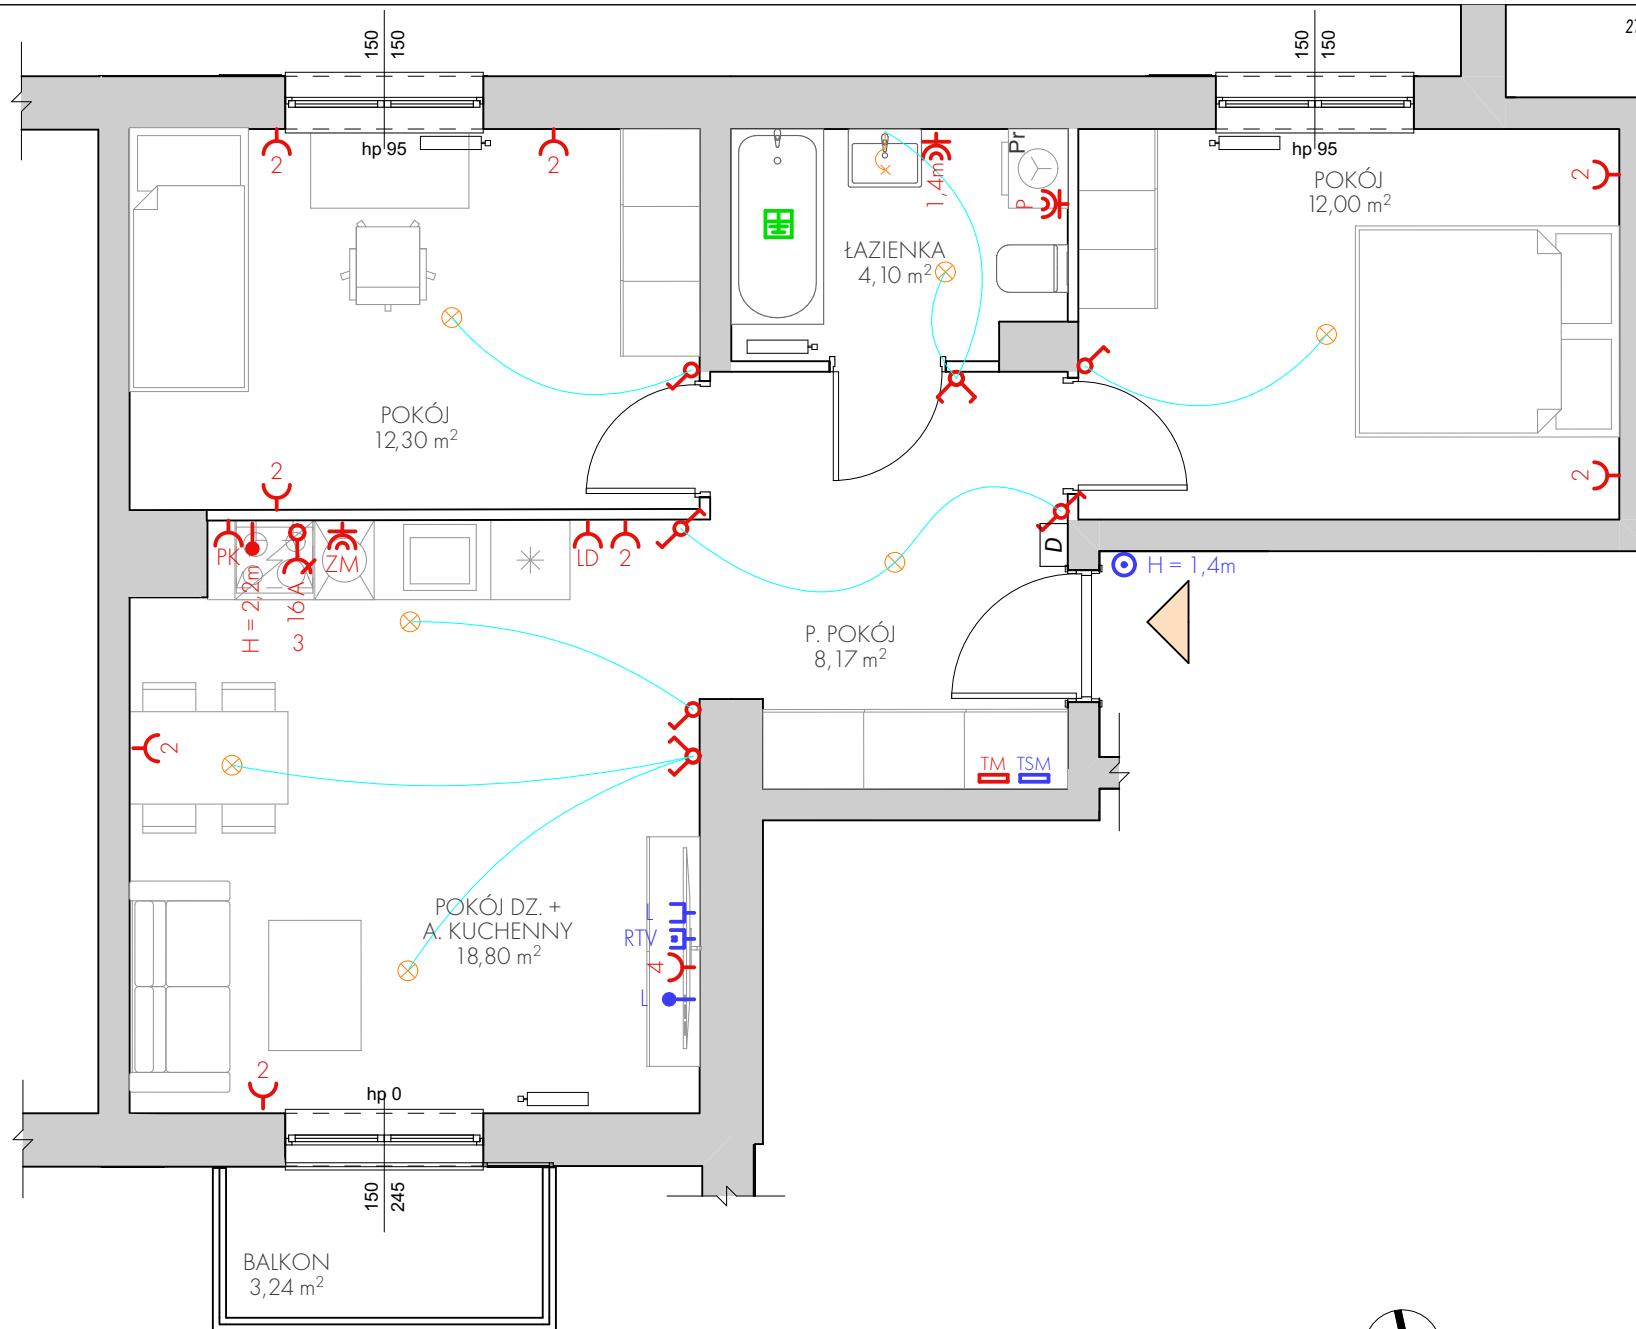 150
150
150
150
hp 95
hp 95
2
2
1,4m
Pr
P
2
POKÓJ
12,00 m²
ŁAZIENKA
4,10 m²
POKÓJ
12,30 m²
2
2
PK
H = 2,2m
3 16 A
ZM
LD
2
D
H = 1,4m
P. POKÓJ
8,17 m²
2
TM
TSM
POKÓJ DZ. +
A. KUCHENNY
18,80 m²
L
RTV
4
L
2
hp 0
150
245
BALKON
3,24 m²